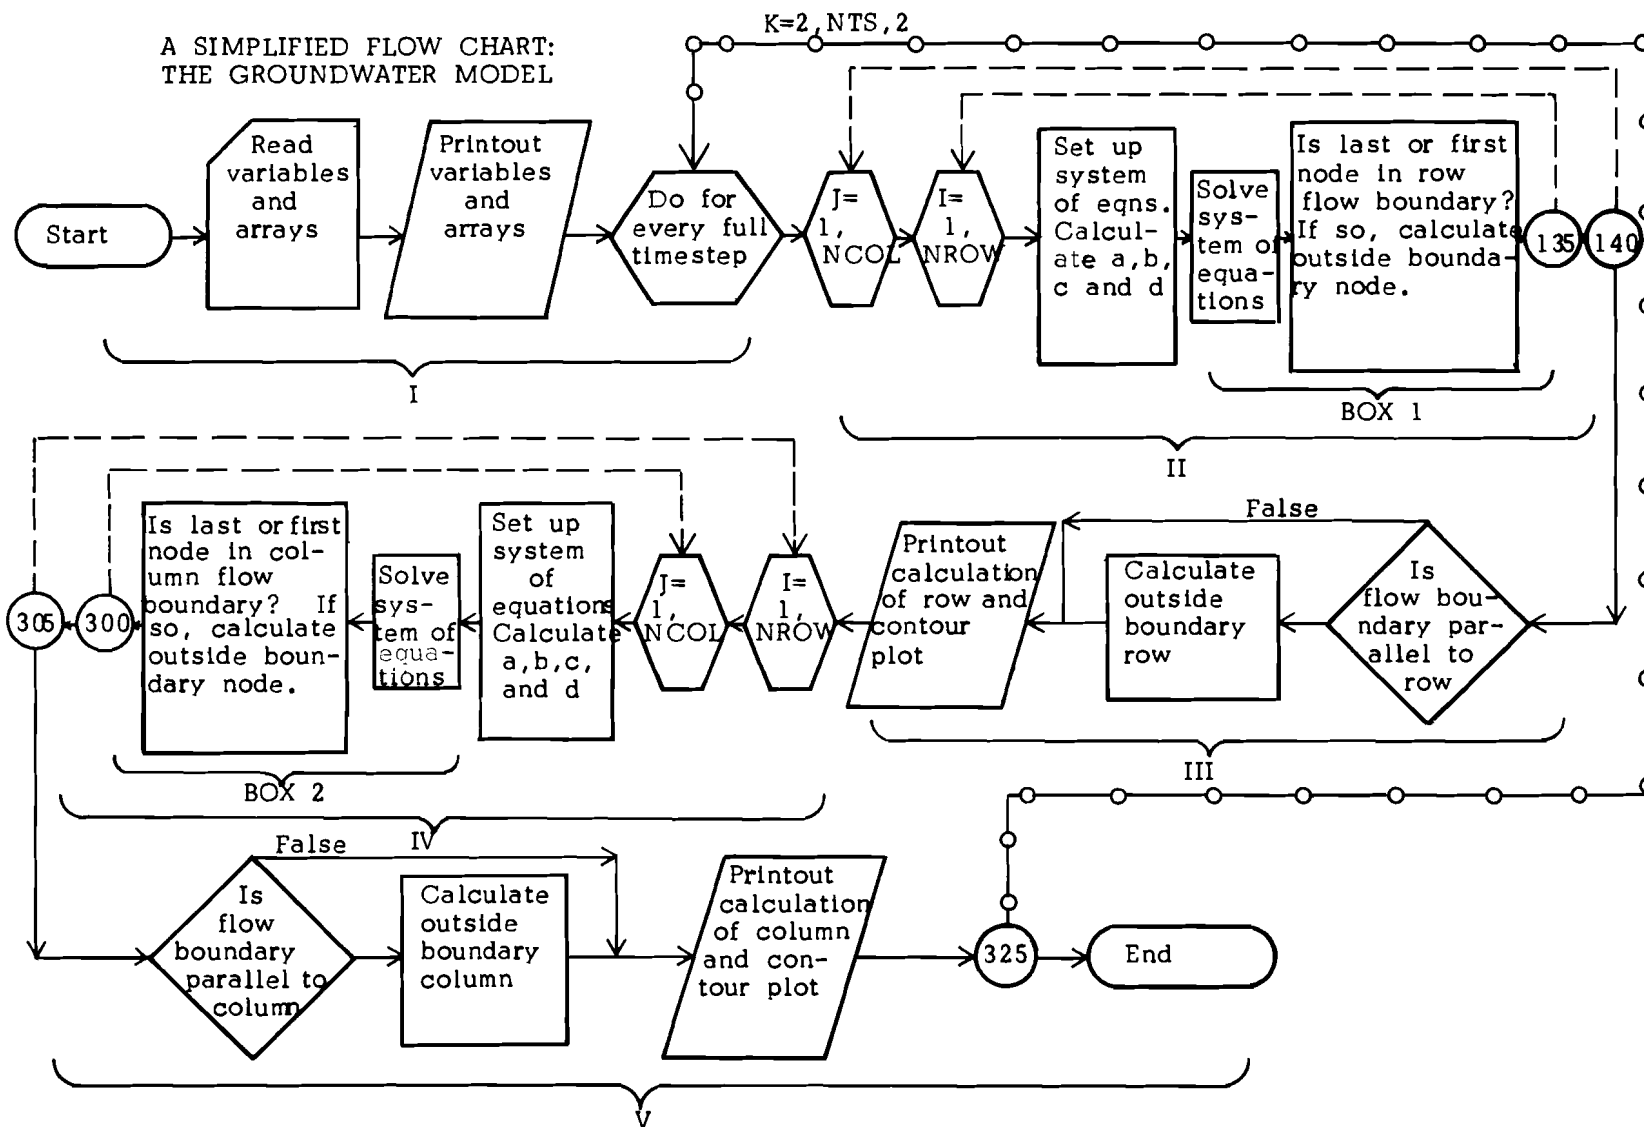 A SIMPLIFIED FLOW CHART:
THE GROUNDWATER MODEL
K=2,NTS,2
Start
Read
variables
and
arrays
Printout
variables
and
arrays
Do for
every full
timestep
J=
1,
NCOL
I=
1,
NROW
Set up
system
of eqns.
Calcul-
ate a,b,
c and d
Solve
sys-
tem of
equa-
tions
Is last or first
node in row
flow boundary?
If so, calculate
outside bounda-
ry node.
135
140
I
BOX 1
II
False
Is
flow bou-
ndary par-
allel to
row
Calculate
outside
boundary
row
Printout
calculation
of row and
contour
plot
III
I=
1,
NROW
J=
1,
NCOL
Set up
system
of
equations
Calculate
a,b,c,
and d
Solve
sys-
tem of
equa-
tions
Is last or first
node in col-
umn flow
boundary? If
so, calculate
outside boun-
dary node.
300
305
BOX 2
IV
False
Is
flow
boundary
parallel to
column
Calculate
outside
boundary
column
Printout
calculation
of column
and con-
tour plot
325
End
V